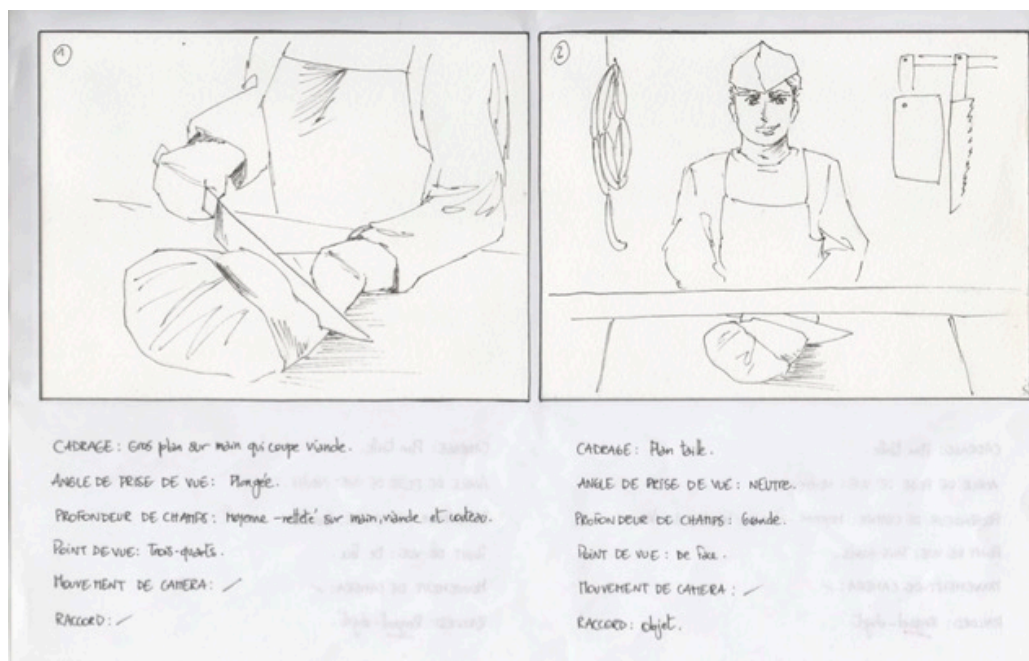 1
CADRAGE : Gros plan sur main qui coupe viande.
ANGLE DE PRISE DE VUE : Plongée.
PROFONDEUR DE CHAMPS : Moyenne - netteté sur main, viande et couteau.
POINT DE VUE : Trois-quarts.
MOUVEMENT DE CAMERA : /
RACCORD : /
2
CADRAGE : Plan taille.
ANGLE DE PRISE DE VUE : NEUTRE.
PROFONDEUR DE CHAMPS : Grande.
POINT DE VUE : de face.
MOUVEMENT DE CAMERA : /
RACCORD : objet.